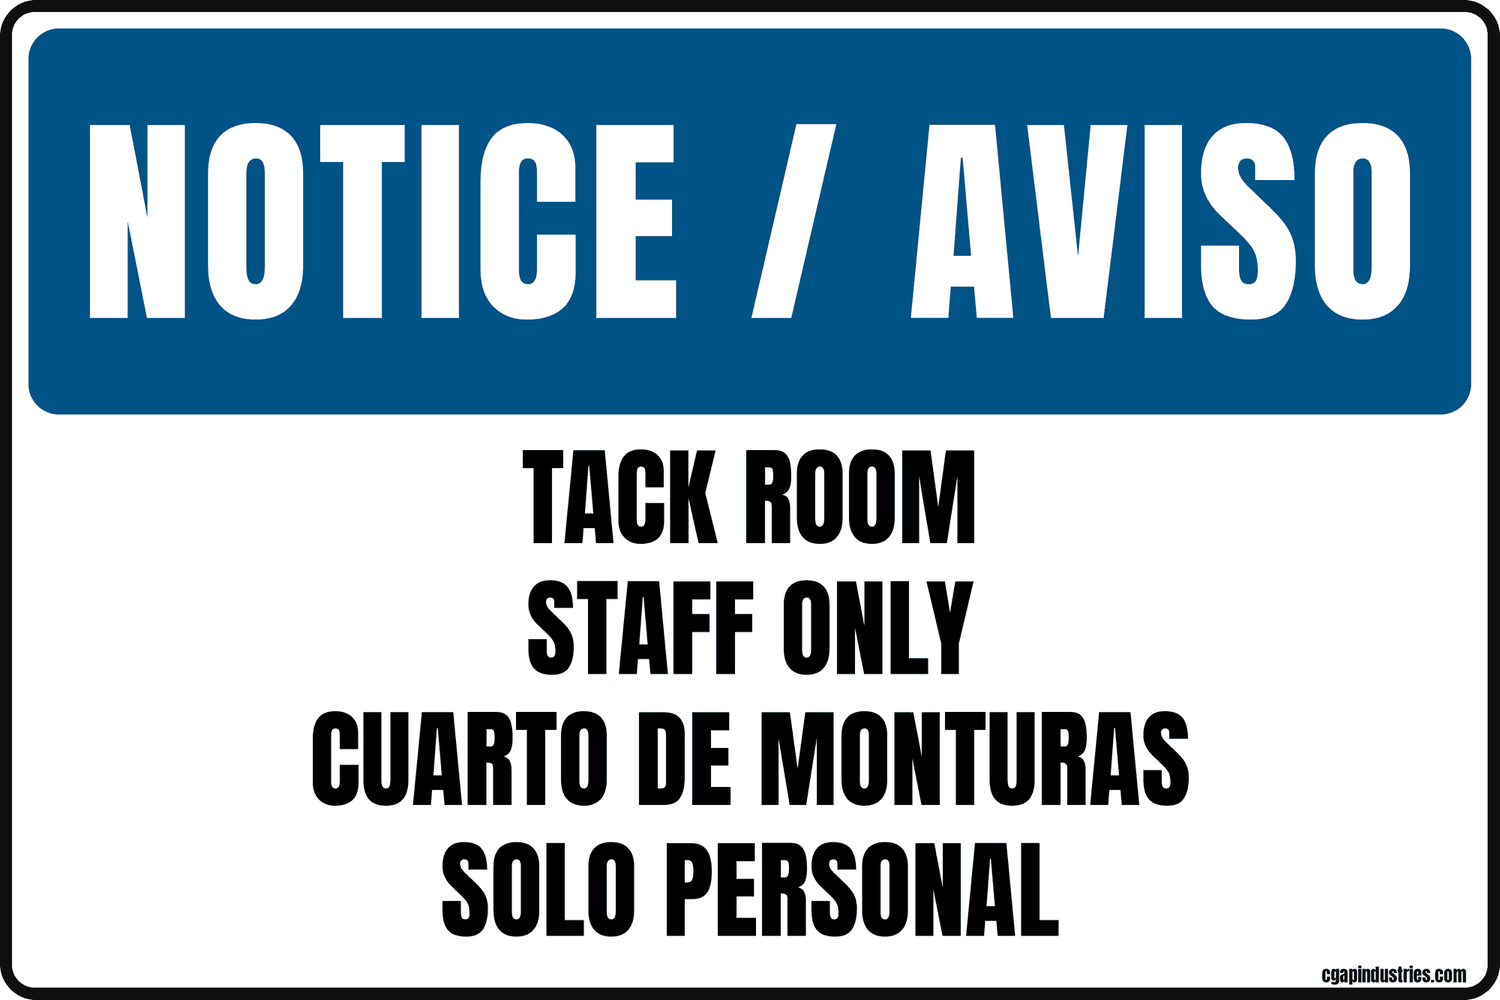 NOTICE / AVISO
TACK ROOM
STAFF ONLY
CUARTO DE MONTURAS
SOLO PERSONAL
cgapindustries.com